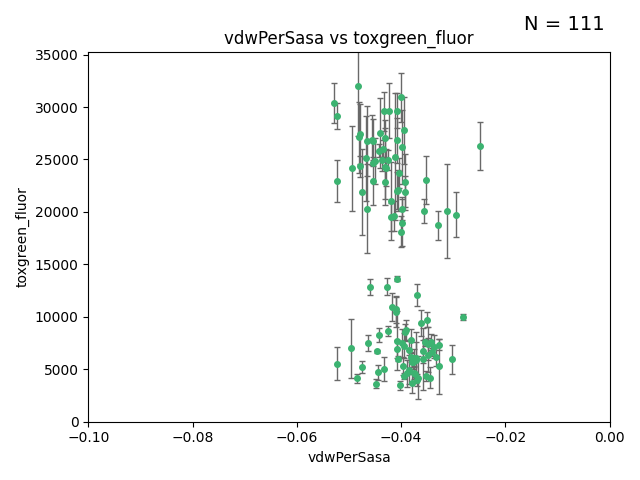 N = 111
vdwPerSasa vs toxgreen_fluor
35000
30000
25000
20000
15000
10000
5000
0
toxgreen_fluor
−0.10 −0.08 −0.06 −0.04 −0.02 0.00
vdwPerSasa